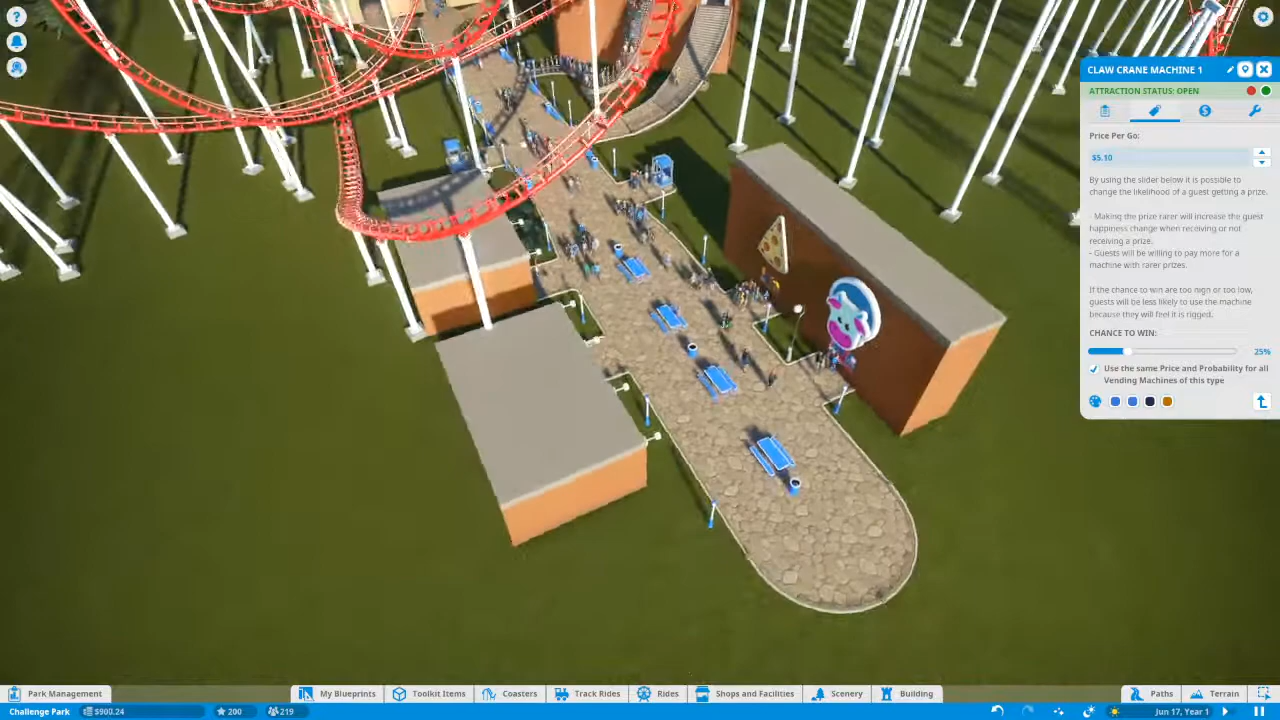 CLAW CRANE MACHINE 1
ATTRACTION STATUS: OPEN
Price Per Go:
$5.10
By using the slider below it is possible to
change the likelihood of a guest getting a prize.
- Making the prize rarer will increase the guest
happiness change when receiving or not
receiving a prize.
- Guests will be willing to pay more for a
machine with rarer prizes.
If the chance to win are too high or too low,
guests will be less likely to use the machine
because they will feel it is rigged.
CHANCE TO WIN:
25%
Use the same Price and Probability for all
Vending Machines of this type
Park Management
My Blueprints
Toolkit Items
Coasters
Track Rides
Rides
Shops and Facilities
Scenery
Building
Paths
Terrain
Challenge Park
$900.24
200
219
Jun 17, Year 1